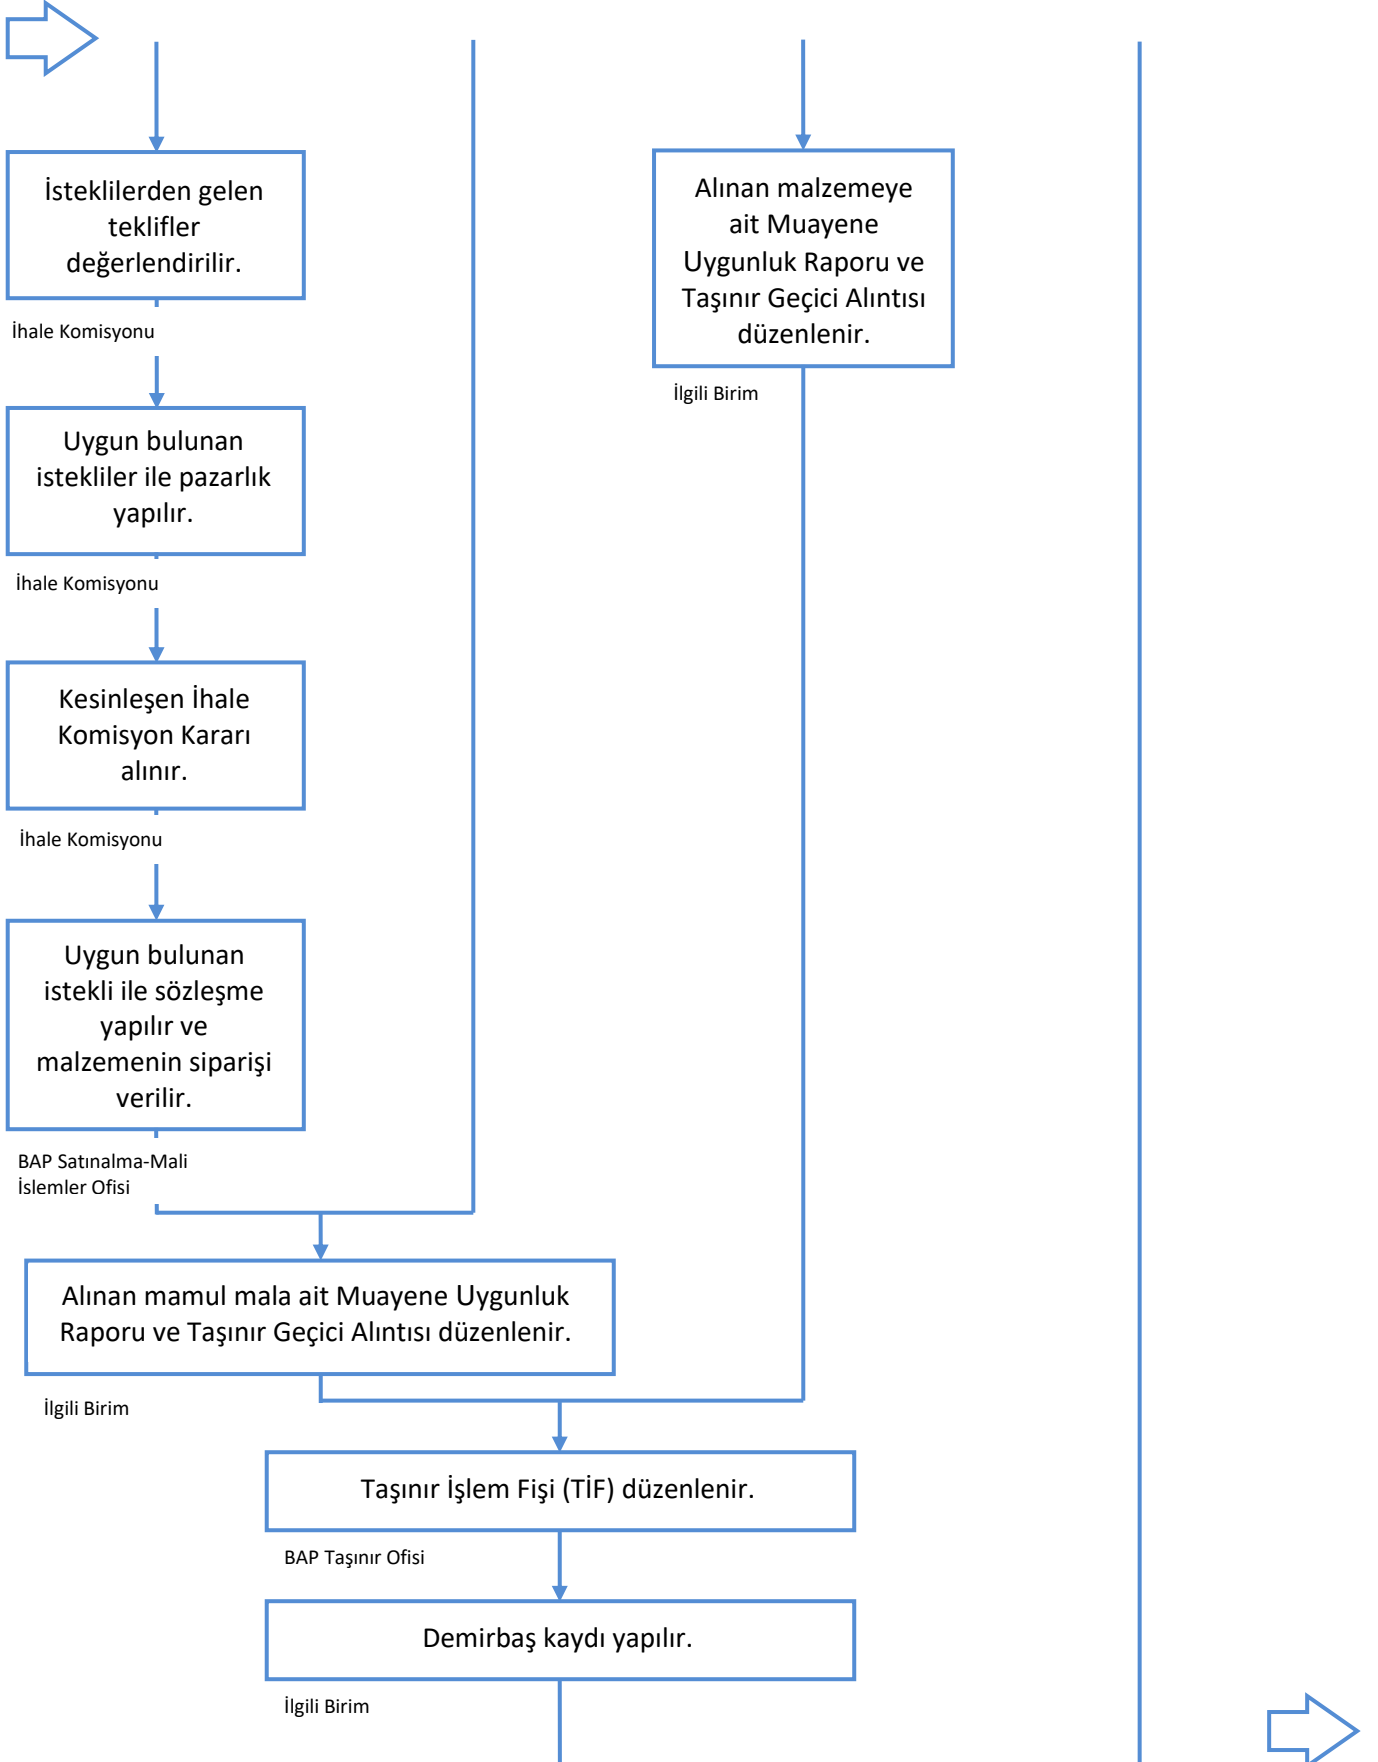 İsteklilerden gelen
teklifler
değerlendirilir.
İhale Komisyonu
Alınan malzemeye
ait Muayene
Uygunluk Raporu ve
Taşınır Geçici Alıntısı
düzenlenir.
İlgili Birim
Uygun bulunan
istekliler ile pazarlık
yapılır.
İhale Komisyonu
Kesinleşen İhale
Komisyon Kararı
alınır.
İhale Komisyonu
Uygun bulunan
istekli ile sözleşme
yapılır ve
malzemenin siparişi
verilir.
BAP Satınalma-Mali
İslemler Ofisi
Alınan mamul mala ait Muayene Uygunluk
Raporu ve Taşınır Geçici Alıntısı düzenlenir.
İlgili Birim
Taşınır İşlem Fişi (TİF) düzenlenir.
BAP Taşınır Ofisi
Demirbaş kaydı yapılır.
İlgili Birim